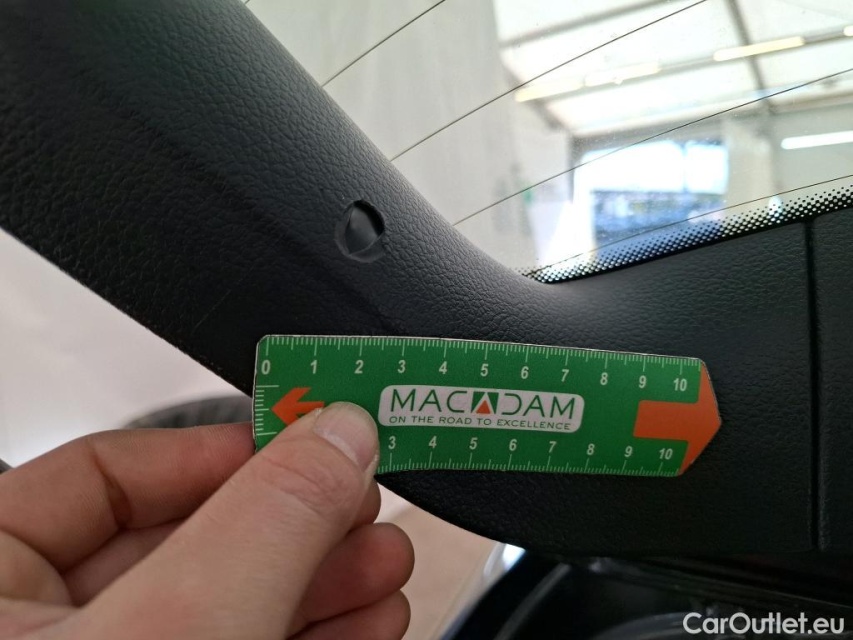 0 1 2 3 4 5 6 7 8 9 10
MACADAM
ON THE ROAD TO EXCELLENCE
3 4 5 6 7 8 9 10
CarOutlet.eu